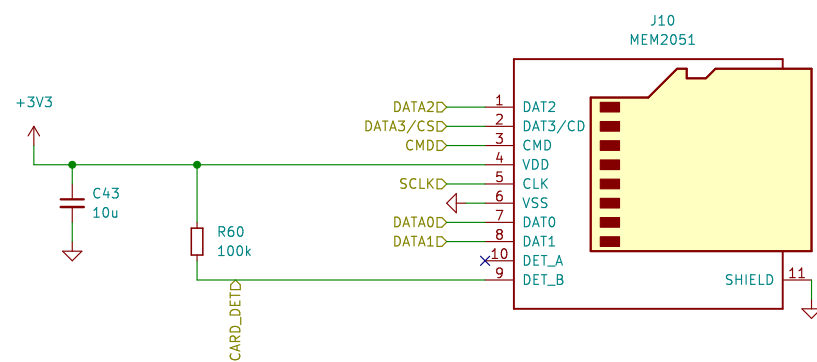 J10
MEM2051
+3V3
DATA2 1 DAT2
DATA3/CS 2 DAT3/CD
CMD 3 CMD
4 VDD
SCLK 5 CLK
6 VSS
DATA0 7 DAT0
DATA1 8 DAT1
10 DET_A
9 DET_B
SHIELD 11
C43
10u
R60
100k
CARD_DET